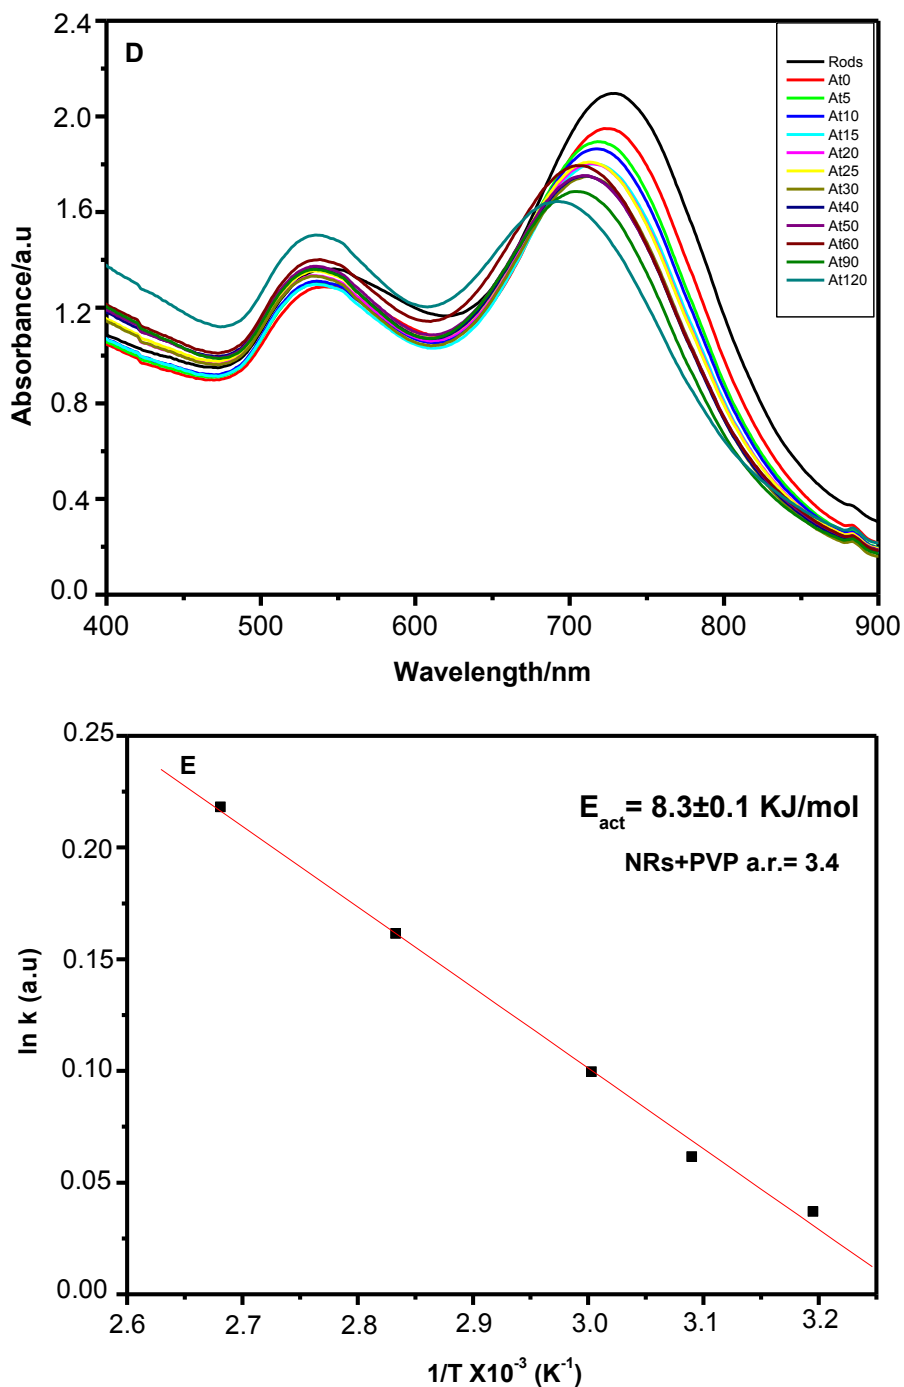 D
2.4
2.0
1.6
1.2
0.8
0.4
0.0
Absorbance/a.u
Rods
At0
At5
At10
At15
At20
At25
At30
At40
At50
At60
At90
At120
400 500 600 700 800 900
Wavelength/nm
E
0.25
0.20
0.15
0.10
0.05
0.00
ln k (a.u)
E_act= 8.3±0.1 KJ/mol
NRs+PVP a.r.= 3.4
2.6 2.7 2.8 2.9 3.0 3.1 3.2
1/T X10⁻³ (K⁻¹)